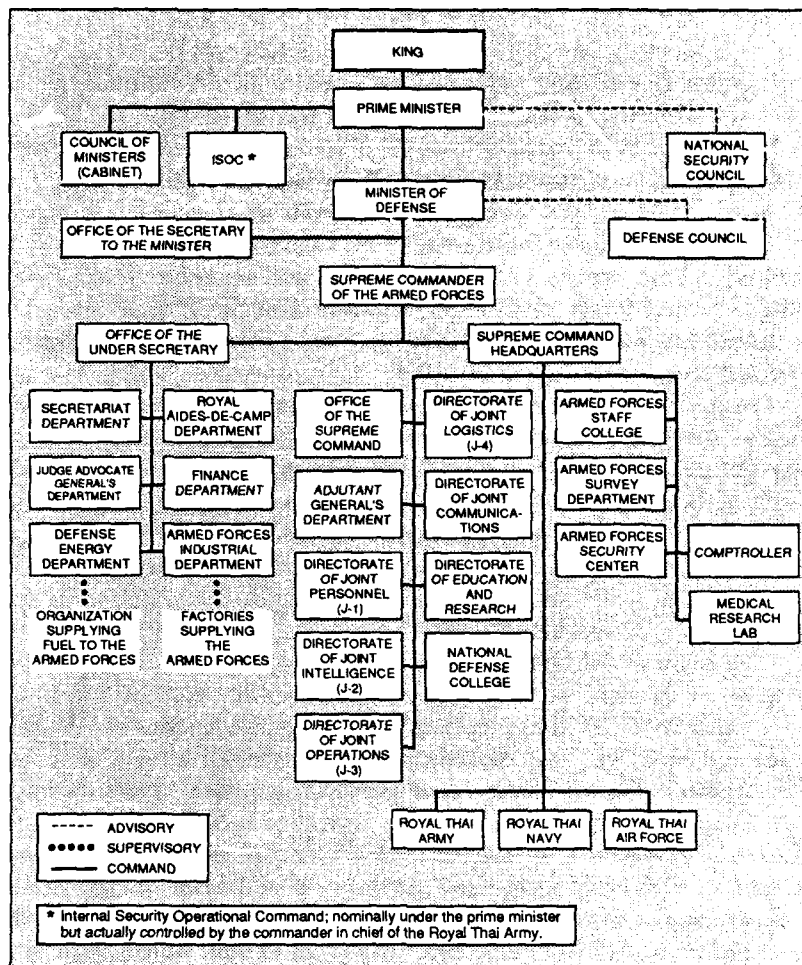 KING
PRIME MINISTER
COUNCIL OF
MINISTERS
(CABINET)
ISOC *
NATIONAL
SECURITY
COUNCIL
MINISTER OF
DEFENSE
OFFICE OF THE SECRETARY
TO THE MINISTER
DEFENSE COUNCIL
SUPREME COMMANDER
OF THE ARMED FORCES
OFFICE OF THE
UNDER SECRETARY
SUPREME COMMAND
HEADQUARTERS
SECRETARIAT
DEPARTMENT
ROYAL
AIDES-DE-CAMP
DEPARTMENT
JUDGE ADVOCATE
GENERAL'S
DEPARTMENT
FINANCE
DEPARTMENT
DEFENSE
ENERGY
DEPARTMENT
ARMED FORCES
INDUSTRIAL
DEPARTMENT
ORGANIZATION
SUPPLYING
FUEL TO THE
ARMED FORCES
FACTORIES
SUPPLYING
THE
ARMED FORCES
OFFICE
OF THE
SUPREME
COMMAND
DIRECTORATE
OF JOINT
LOGISTICS
(J-4)
ADJUTANT
GENERAL'S
DEPARTMENT
DIRECTORATE
OF JOINT
COMMUNICA-
TIONS
DIRECTORATE
OF JOINT
PERSONNEL
(J-1)
DIRECTORATE
OF EDUCATION
AND
RESEARCH
DIRECTORATE
OF JOINT
INTELLIGENCE
(J-2)
NATIONAL
DEFENSE
COLLEGE
DIRECTORATE
OF JOINT
OPERATIONS
(J-3)
ARMED FORCES
STAFF
COLLEGE
ARMED FORCES
SURVEY
DEPARTMENT
ARMED FORCES
SECURITY
CENTER
COMPTROLLER
MEDICAL
RESEARCH
LAB
ROYAL THAI
ARMY
ROYAL THAI
NAVY
ROYAL THAI
AIR FORCE
ADVISORY
SUPERVISORY
COMMAND
* Internal Security Operational Command; nominally under the prime minister
but actually controlled by the commander in chief of the Royal Thai Army.